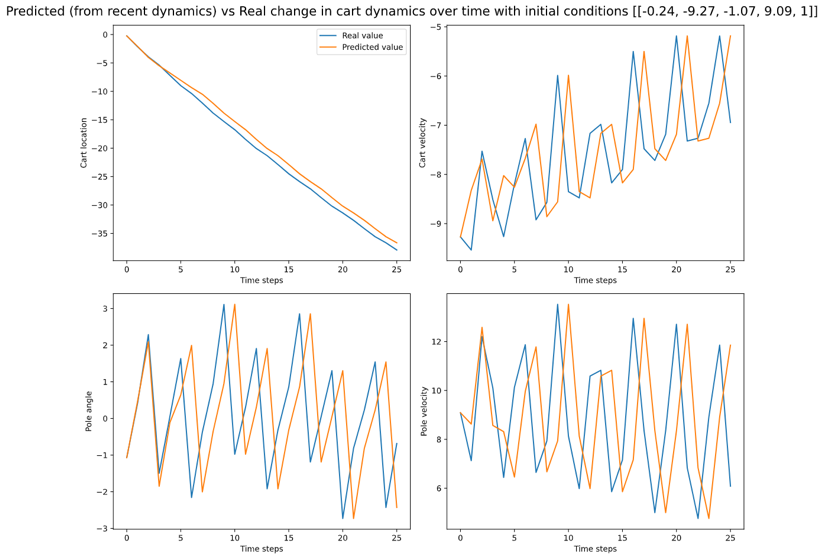 Predicted (from recent dynamics) vs Real change in cart dynamics over time with initial conditions [[-0.24, -9.27, -1.07, 9.09, 1]]
Real value
Predicted value
0
−5
−10
−15
−20
−25
−30
−35
Cart location
0 5 10 15 20 25
Time steps
−5
−6
−7
−8
−9
Cart velocity
0 5 10 15 20 25
Time steps
3
2
1
0
−1
−2
−3
Pole angle
0 5 10 15 20 25
Time steps
12
10
8
6
Pole velocity
0 5 10 15 20 25
Time steps